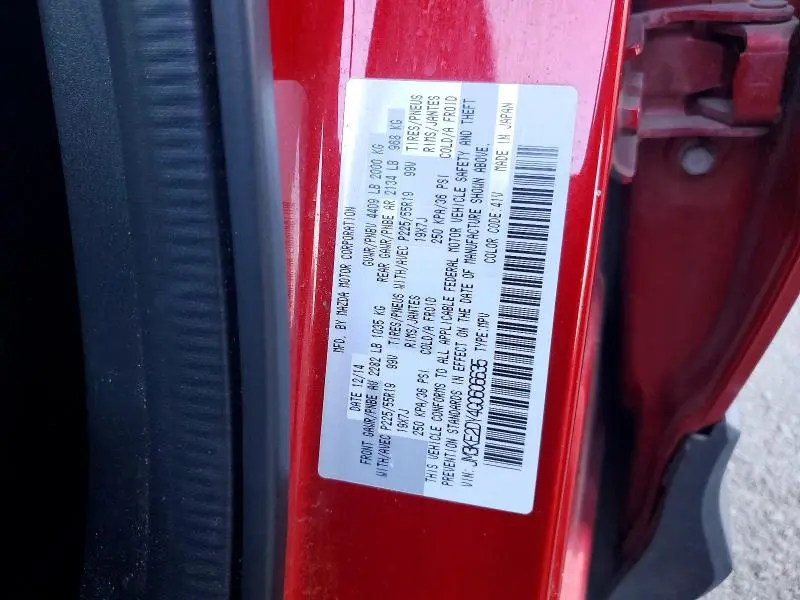 MFD. BY MAZDA MOTOR CORPORATION
DATE 12/14 GVWR/PNBV 4409 LB 2000 KG
FRONT GAWR/PNBE AV 2282 LB 1035 KG REAR GAWR/PNBE AR 2134 LB 968 KG
WITH/AVEC P225/55R19 99V TIRES/PNEUS WITH/AVEC P225/55R19 99V TIRES/PNEUS
19X7J RIMS/JANTES 19X7J RIMS/JANTES
250 KPA/36 PSI COLD/A FROID 250 KPA/36 PSI COLD/A FROID
THIS VEHICLE CONFORMS TO ALL APPLICABLE FEDERAL MOTOR VEHICLE SAFETY AND THEFT
PREVENTION STANDARDS IN EFFECT ON THE DATE OF MANUFACTURE SHOWN ABOVE.
VIN: TYPE:MPV COLOR CODE.41V MADE IN JAPAN